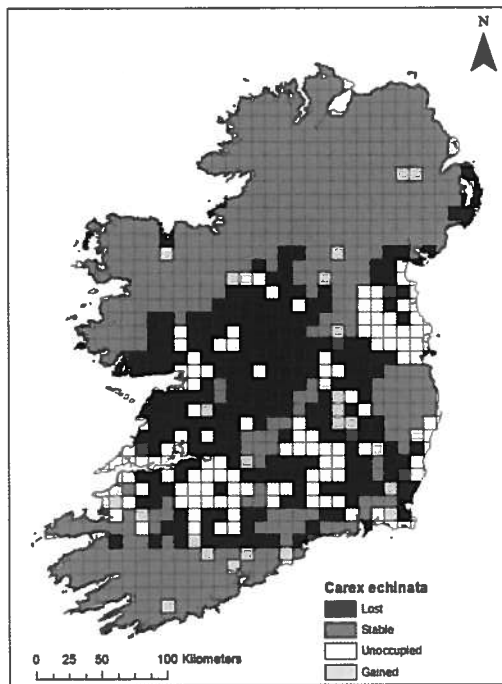 N
Carex echinata
Lost
Stable
Unoccupied
Gained
0 25 50 100 Kilometers